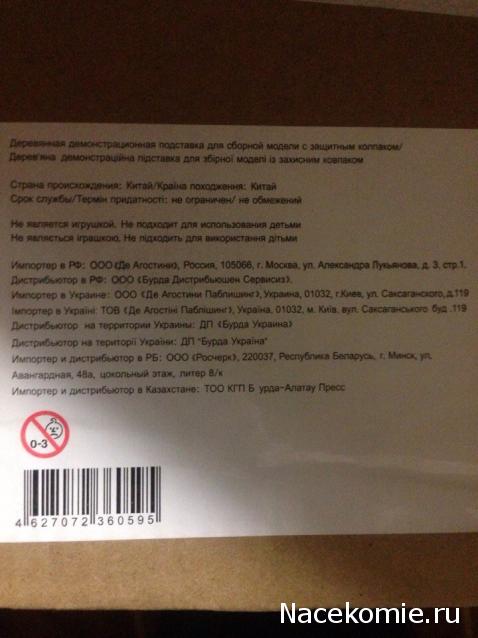 Деревянная демонстрационная подставка для сборной модели с защитным колпаком/
Дерев'яна демонстраційна підставка для збірної моделі із захисним ковпаком
Страна происхождения: Китай/Країна походження: Китай
Срок службы/Термін придатності: не ограничен/ не обмежений
Не является игрушкой. Не подходит для использования детьми
Не являється іграшкою. Не підходить для використання дітьми
Импортер в РФ: ООО«Де Агостини», Россия, 105066, г. Москва, ул. Александра Лукьянова, д. 3, стр.1.
Дистрибьютор в РФ: ООО «Бурда Дистрибьюшен Сервисиз».
Импортер в Украине: ООО «Де Агостини Паблишинг», Украина, 01032, г.Киев, ул. Саксаганского,д.119
Імпортер в Україні: ТОВ «Де Агостіні Паблішінг», Україна, 01032, м. Київ. вул. Саксаганського буд .119
Дистрибьютор на территории Украины: ДП «Бурда Украина»
Дистрибьютор на території України: ДП "Бурда Україна"
Импортер и дистрибьютор в РБ: ООО «Росчерк», 220037, Республика Беларусь, г. Минск, ул.
Авангардная, 48а, цокольный этаж, литер 8/к
Импортер и дистрибьютор в Казахстане: ТОО КГП Б урда-Алатау Пресс
0-3
4 627072 360595
Nacekomie.ru